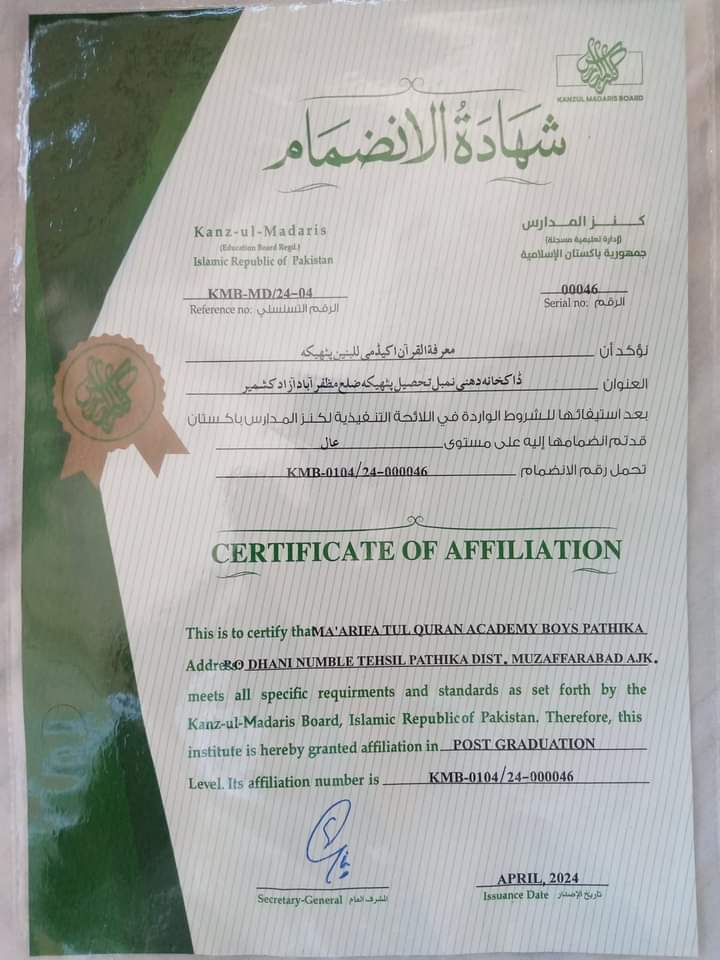 KANZUL MADARIS BOARD
شهادة الانضمام
Kanz-ul-Madaris
(Education Board Regd.)
Islamic Republic of Pakistan
كنز المدارس
(إدارة تعليمية مسجلة)
جمهورية باكستان الإسلامية
KMB-MD/24-04
Reference no: الرقم التسلسلي
00046
Serial no: الرقم
نؤكد أن معرفة القرآن اکیڈمی للبنین پٹھیکه
العنوان ڈاکخانه دھنی نمبل تحصیل پٹھیکه ضلع مظفرآباد آزاد کشمیر
بعد استيفائها للشروط الواردة في اللائحة التنفيذية لكنز المدارس باكستان
قد تم انضمامها إليه على مستوى عال
تحمل رقم الانضمام KMB-0104/24-000046
CERTIFICATE OF AFFILIATION
This is to certify that MA'ARIFA TUL QURAN ACADEMY BOYS PATHIKA
Address P.O DHANI NUMBLE TEHSIL PATHIKA DIST. MUZAFFARABAD AJK.
meets all specific requirments and standards as set forth by the
Kanz-ul-Madaris Board, Islamic Republic of Pakistan. Therefore, this
institute is hereby granted affiliation in POST GRADUATION
Level. Its affiliation number is KMB-0104/24-000046
Secretary-General المشرف العام
APRIL, 2024
Issuance Date تاريخ الإصدار